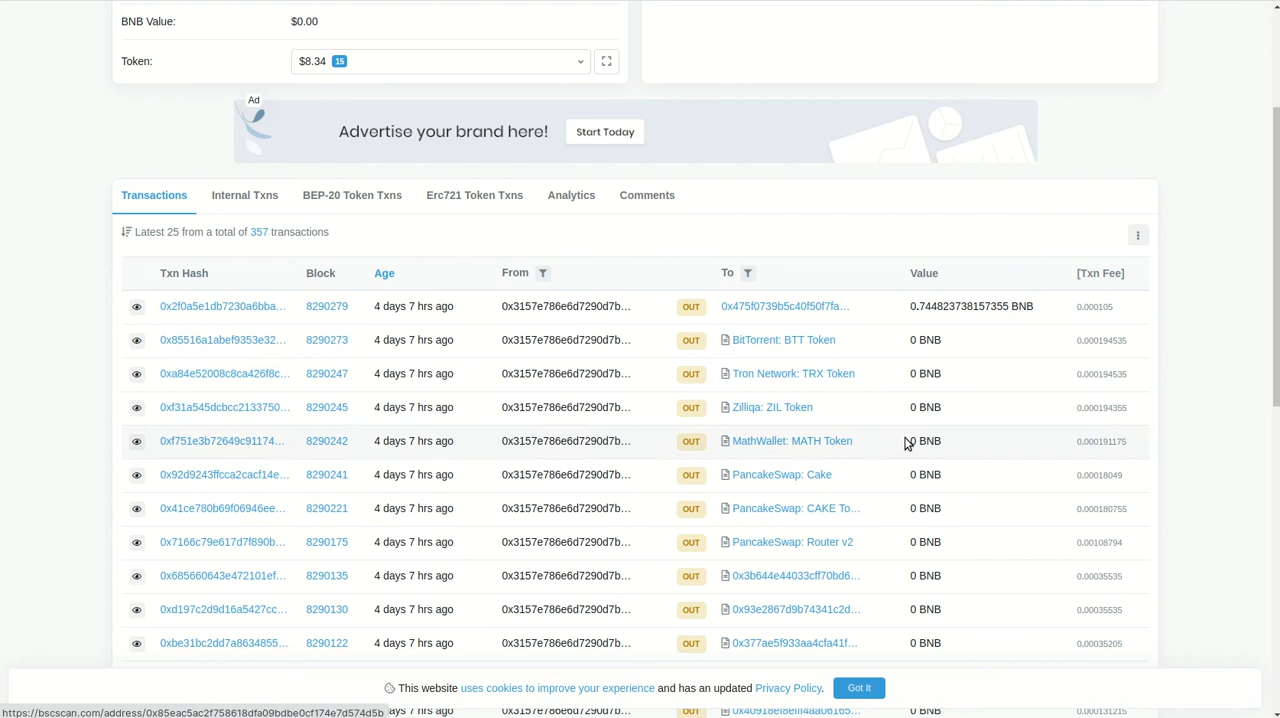 BNB Value: $0.00
Token: $8.34 15
Ad
Advertise your brand here! Start Today
Transactions Internal Txns BEP-20 Token Txns Erc721 Token Txns Analytics Comments
Latest 25 from a total of 357 transactions
Txn Hash Block Age From To Value [Txn Fee]
0x2f0a5e1db7230a6bba... 8290279 4 days 7 hrs ago 0x3157e786e6d7290d7b... OUT 0x475f0739b5c40f50f7fa... 0.744823738157355 BNB 0.000105
0x85516a1abef9353e32... 8290273 4 days 7 hrs ago 0x3157e786e6d7290d7b... OUT BitTorrent: BTT Token 0 BNB 0.000194535
0xa84e52008c8ca426f8c... 8290247 4 days 7 hrs ago 0x3157e786e6d7290d7b... OUT Tron Network: TRX Token 0 BNB 0.000194535
0xf31a545dcbcc2133750... 8290245 4 days 7 hrs ago 0x3157e786e6d7290d7b... OUT Zilliqa: ZIL Token 0 BNB 0.000194355
0xf751e3b72649c91174... 8290242 4 days 7 hrs ago 0x3157e786e6d7290d7b... OUT MathWallet: MATH Token 0 BNB 0.000191175
0x92d9243ffcca2cacf14e... 8290241 4 days 7 hrs ago 0x3157e786e6d7290d7b... OUT PancakeSwap: Cake 0 BNB 0.00018049
0x41ce780b69f06946ee... 8290221 4 days 7 hrs ago 0x3157e786e6d7290d7b... OUT PancakeSwap: CAKE To... 0 BNB 0.000180755
0x7166c79e617d7f890b... 8290175 4 days 7 hrs ago 0x3157e786e6d7290d7b... OUT PancakeSwap: Router v2 0 BNB 0.00108794
0x685660643e472101ef... 8290135 4 days 7 hrs ago 0x3157e786e6d7290d7b... OUT 0x3b644e44033cff70bd6... 0 BNB 0.00035535
0xd197c2d9d16a5427cc... 8290130 4 days 7 hrs ago 0x3157e786e6d7290d7b... OUT 0x93e2867d9b74341c2d... 0 BNB 0.00035535
0xbe31bc2dd7a8634855... 8290122 4 days 7 hrs ago 0x3157e786e6d7290d7b... OUT 0x377ae5f933aa4cfa41f... 0 BNB 0.00035205
This website uses cookies to improve your experience and has an updated Privacy Policy. Got It
https://bscscan.com/address/0x85eac5ac2f758618dfa09bdbe0cf174e7d574d5b